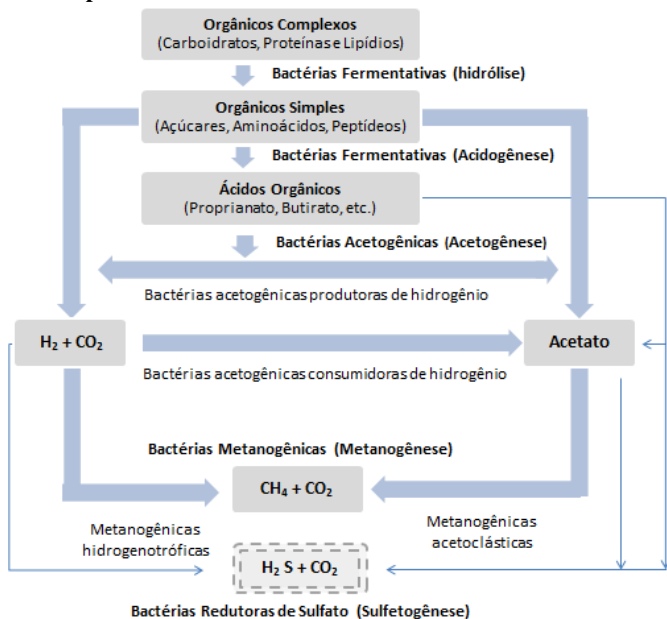 Orgânicos Complexos
(Carboidratos, Proteínas e Lipídios)
Bactérias Fermentativas (hidrólise)
Orgânicos Simples
(Açúcares, Aminoácidos, Peptídeos)
Bactérias Fermentativas (Acidogênese)
Ácidos Orgânicos
(Proprianato, Butirato, etc.)
Bactérias Acetogênicas (Acetogênese)
Bactérias acetogênicas produtoras de hidrogênio
H₂ + CO₂
Acetato
Bactérias acetogênicas consumidoras de hidrogênio
Bactérias Metanogênicas (Metanogênese)
CH₄ + CO₂
Metanogênicas
hidrogenotróficas
Metanogênicas
acetoclásticas
H₂ S + CO₂
Bactérias Redutoras de Sulfato (Sulfetogênese)